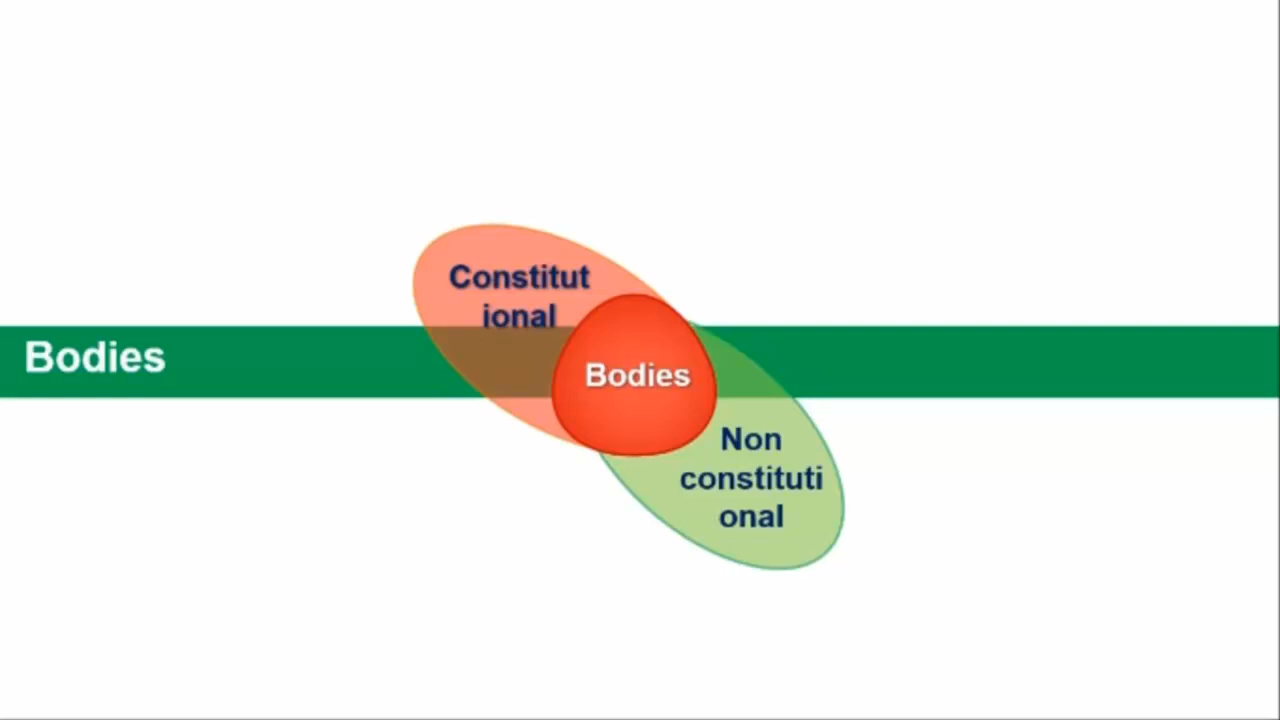 Constitut
ional
Bodies
Bodies
Non
constituti
onal